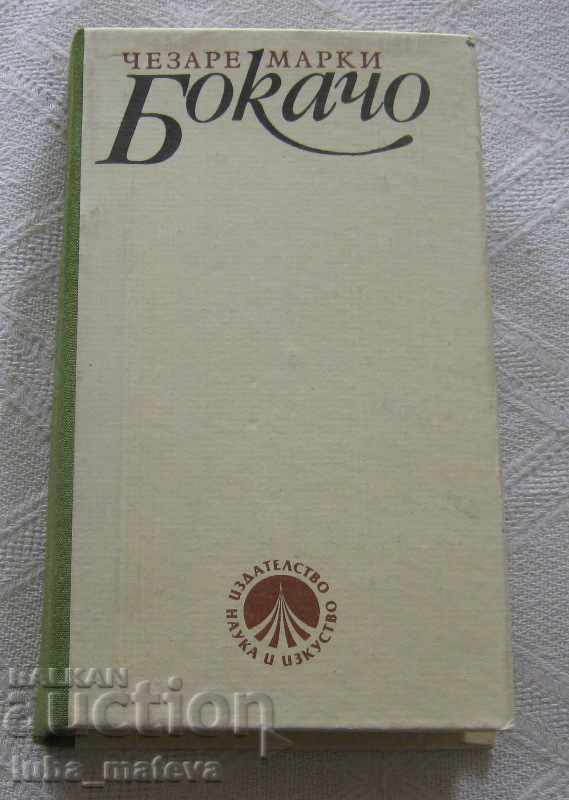 ЧЕЗАРЕ МАРКИ
Бокачо
ИЗДАТЕЛСТВО
НАУКА И ИЗКУСТВО
BALKAN
auction
luba_mateva